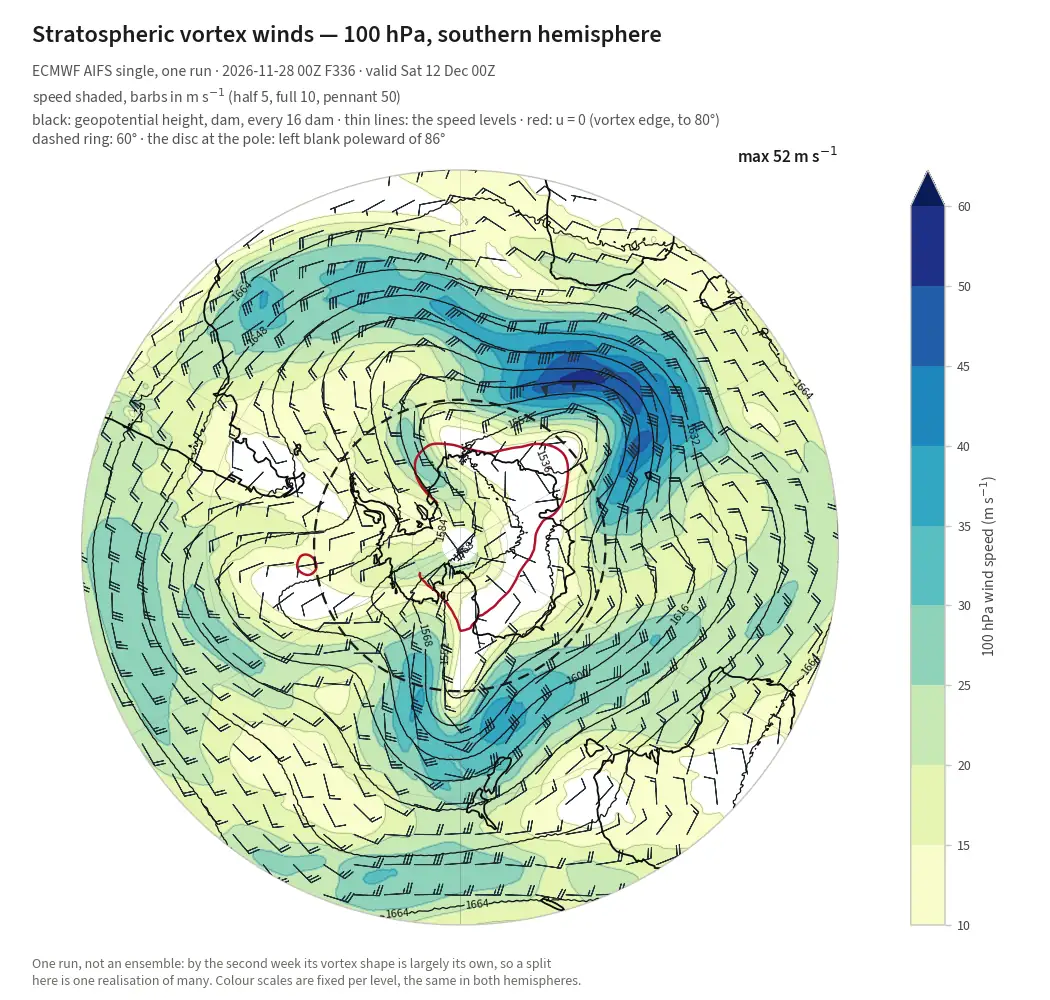 Stratospheric vortex winds — 100 hPa, southern hemisphere
ECMWF AIFS single, one run · 2026-11-28 00Z F336 · valid Sat 12 Dec 00Z
speed shaded, barbs in m s⁻¹ (half 5, full 10, pennant 50)
black: geopotential height, dam, every 16 dam · thin lines: the speed levels · red: u = 0 (vortex edge, to 80°)
dashed ring: 60° · the disc at the pole: left blank poleward of 86°
max 52 m s⁻¹
60
50
45
40
35
30
25
20
15
10
100 hPa wind speed (m s⁻¹)
1664
1648
1664
1632
1536
1584
1616
1568
1600
1664
1664
One run, not an ensemble: by the second week its vortex shape is largely its own, so a split
here is one realisation of many. Colour scales are fixed per level, the same in both hemispheres.